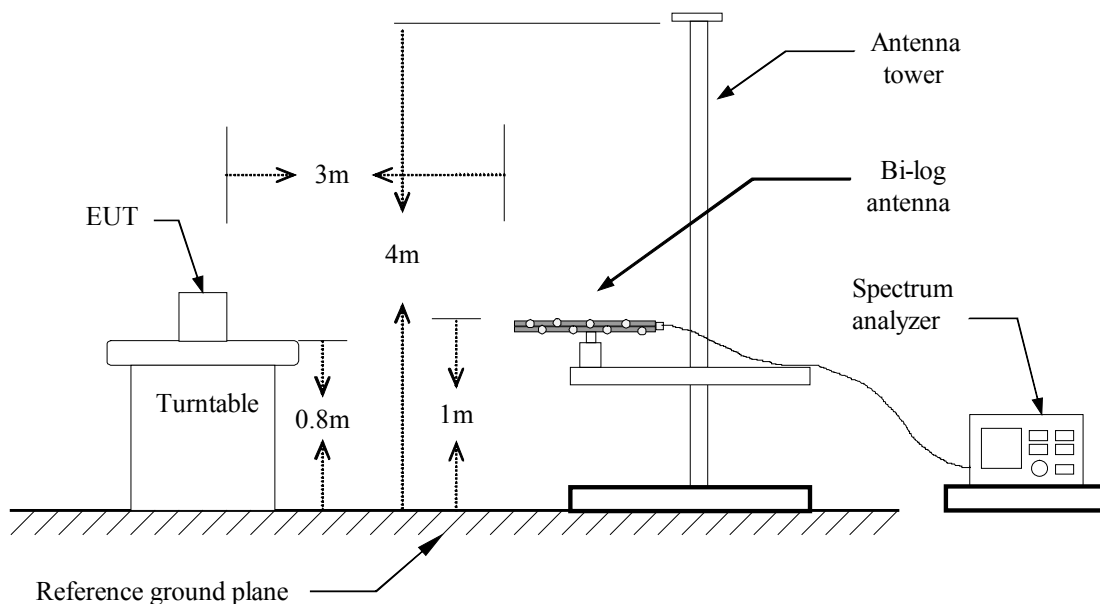 Antenna
tower
3m
Bi-log
antenna
EUT
4m
Spectrum
analyzer
Turntable
0.8m
1m
Reference ground plane